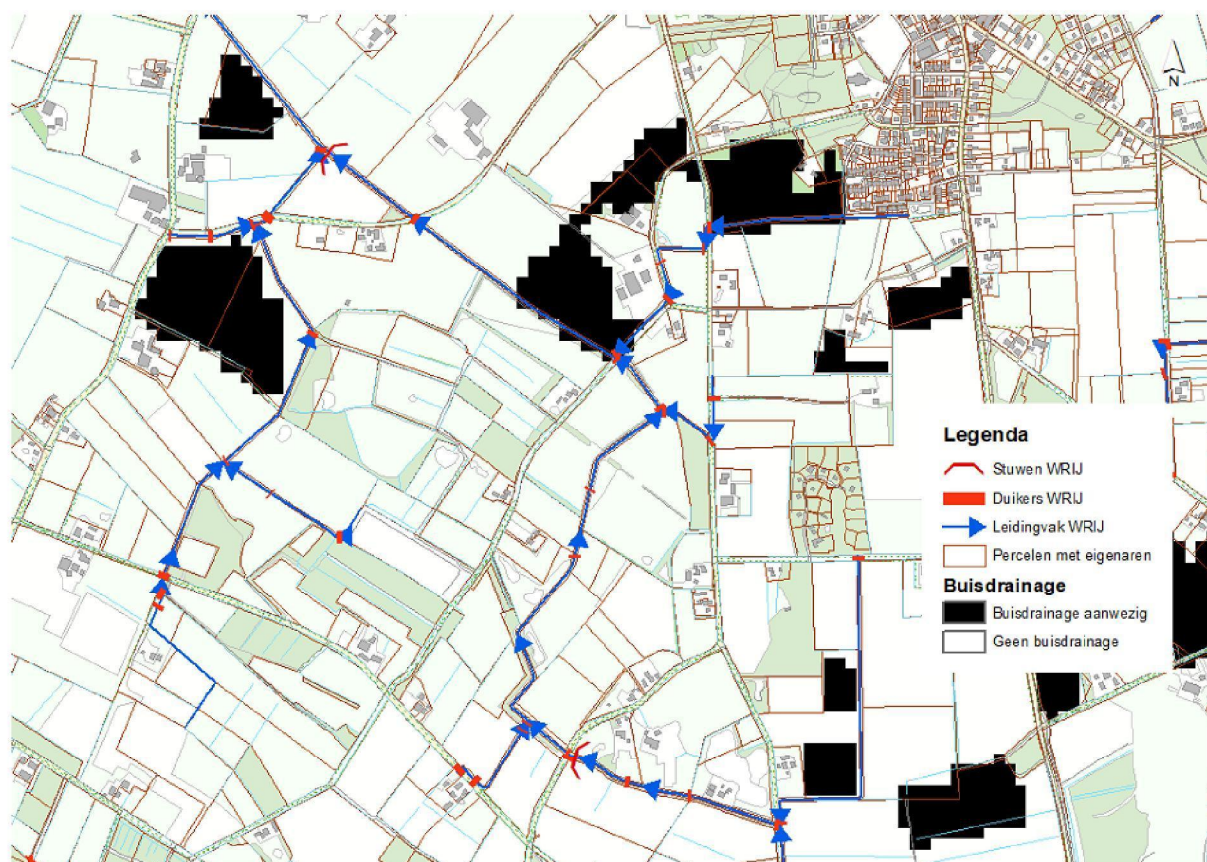 N
Legenda
Stuwen WRIJ
Duikers WRIJ
Leidingvak WRIJ
Percelen met eigenaren
Buisdrainage
Buisdrainage aanwezig
Geen buisdrainage